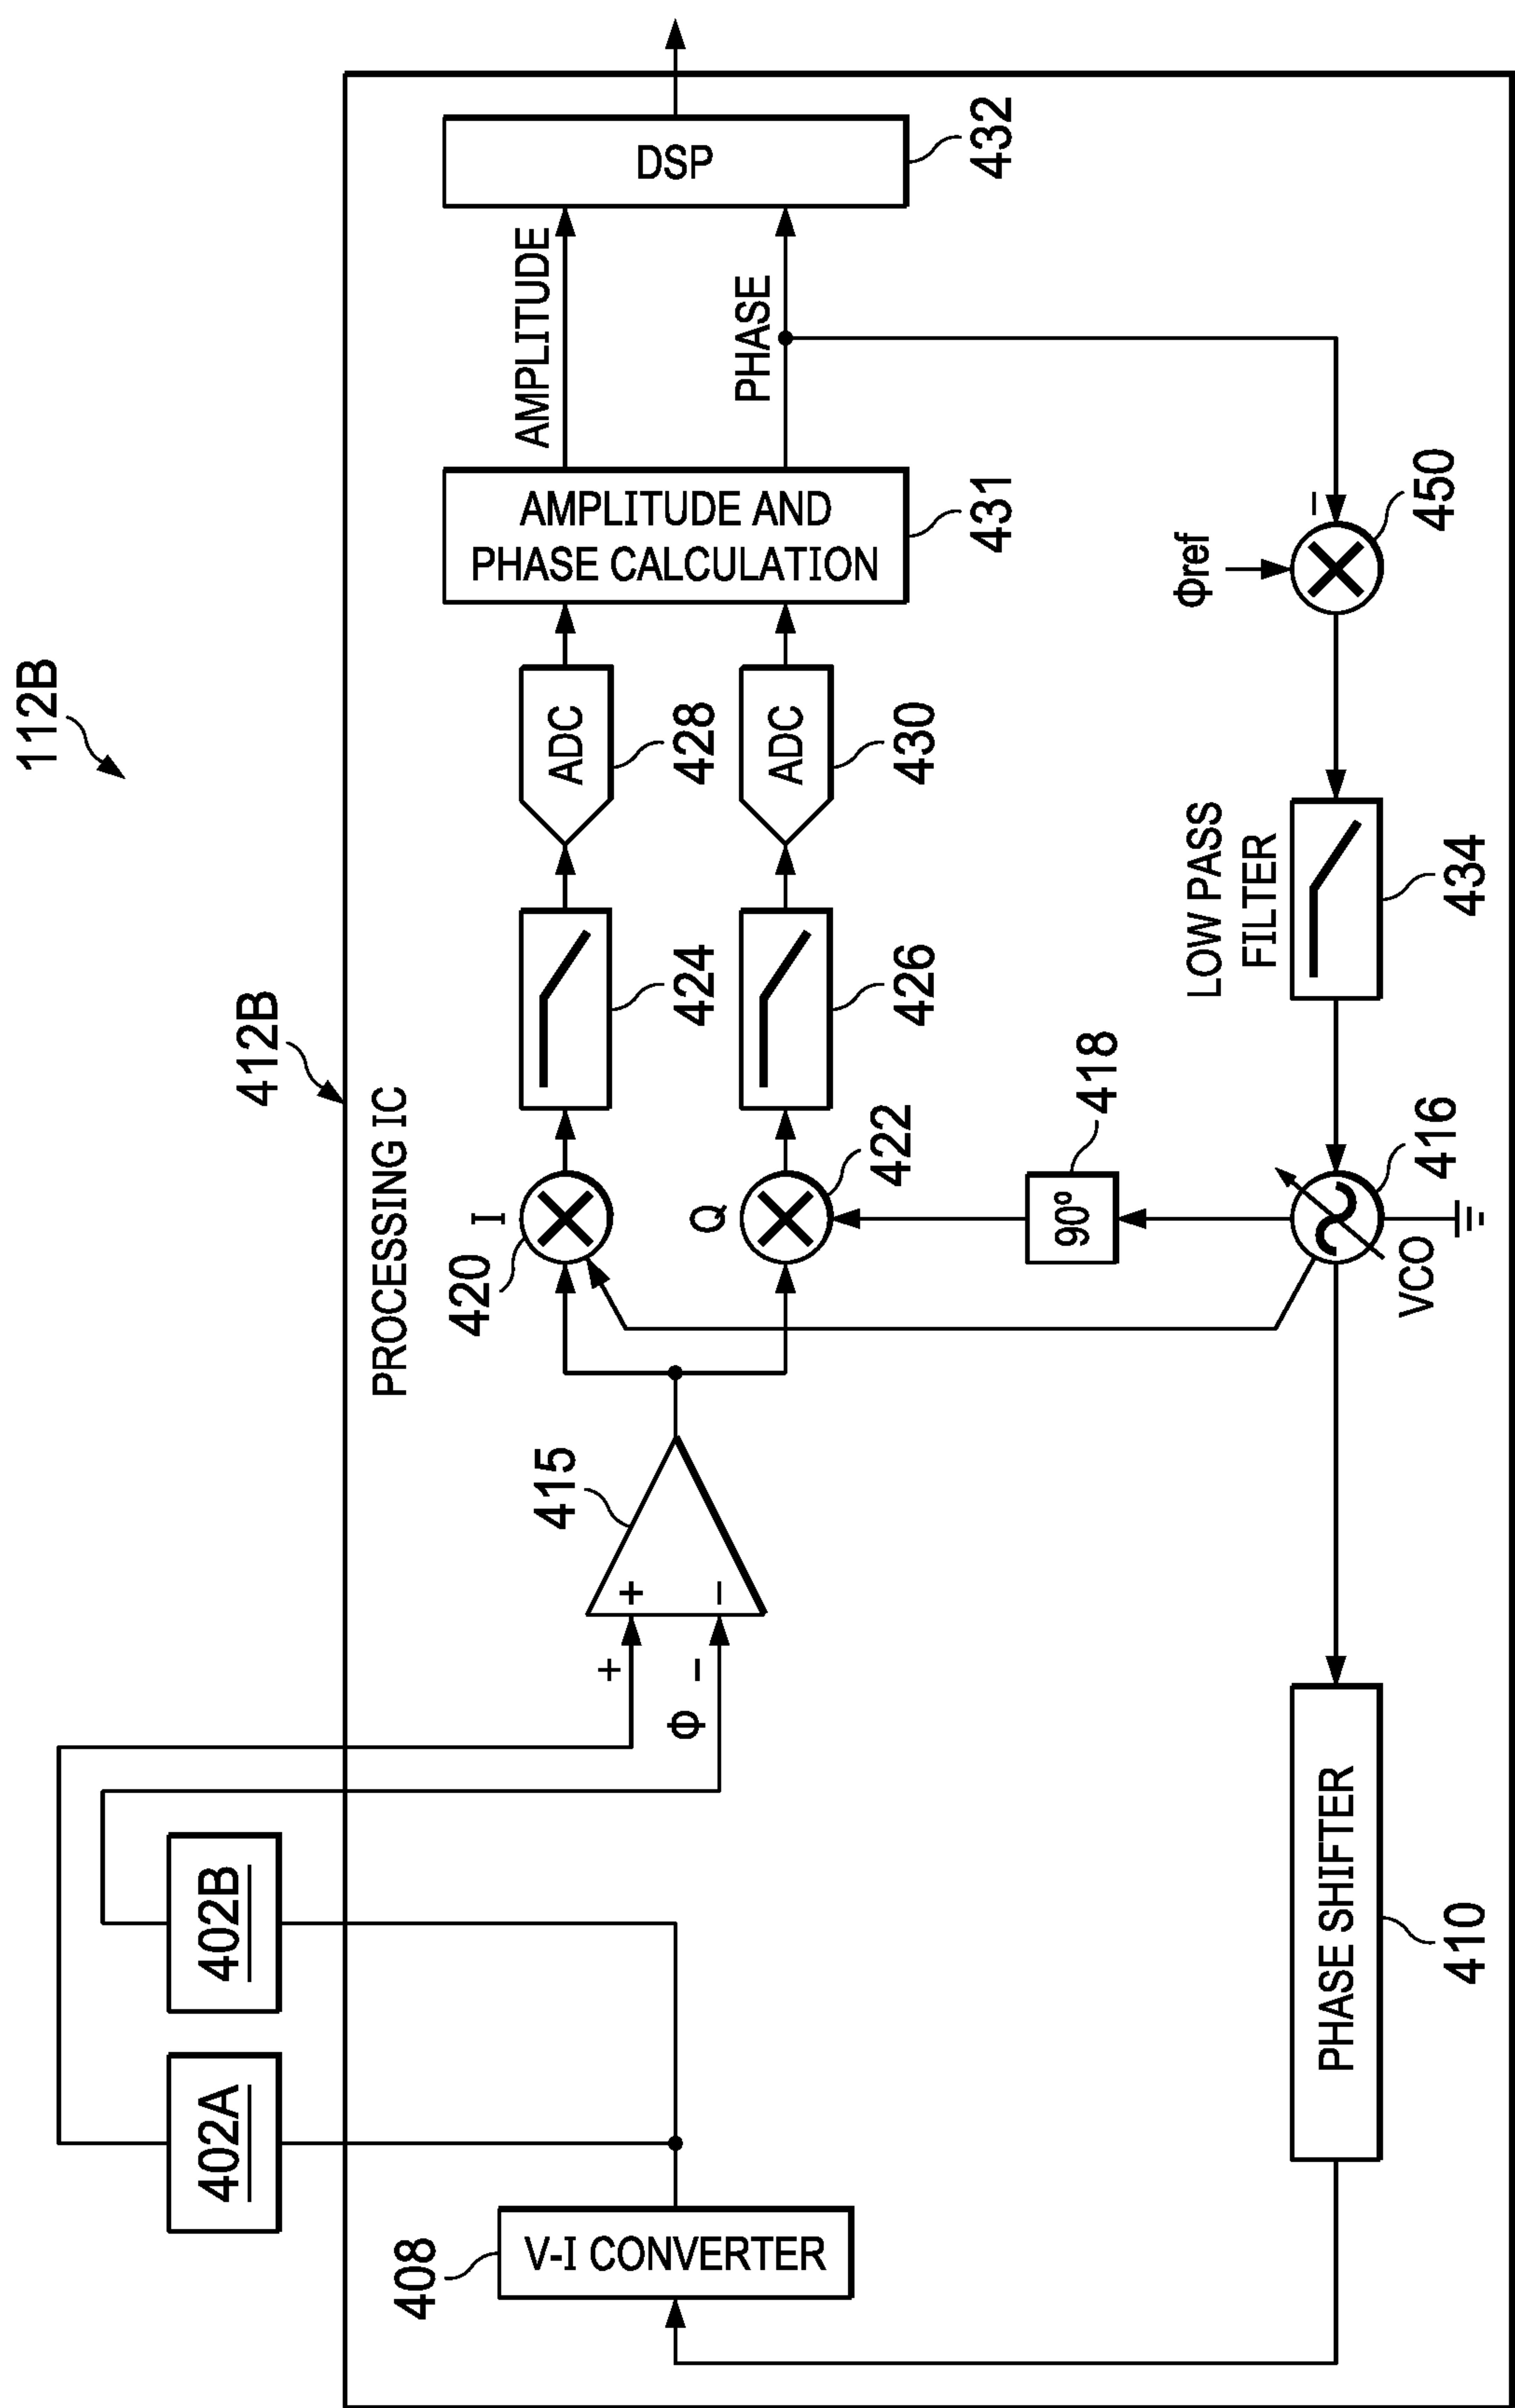 112B
412B
PROCESSING IC
402A
402B
408
V-I CONVERTER
+
Φ
-
+
-
415
420
I
Q
422
424
426
ADC
428
ADC
430
AMPLITUDE AND
PHASE CALCULATION
431
AMPLITUDE
PHASE
DSP
432
90°
418
PHASE SHIFTER
410
VCO
416
LOW PASS
FILTER
434
Φref
-
450